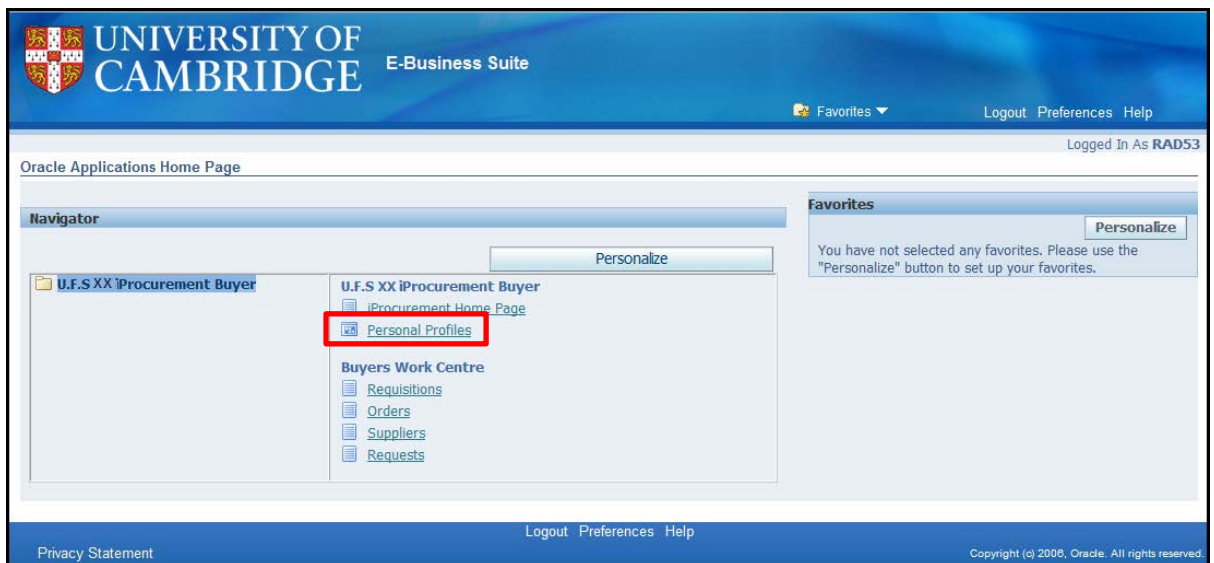 UNIVERSITY OF
CAMBRIDGE
E-Business Suite
Favorites
Logout Preferences Help
Logged In As RAD53
Oracle Applications Home Page
Navigator
Personalize
U.F.S XX iProcurement Buyer
U.F.S XX iProcurement Buyer
iProcurement Home Page
Personal Profiles
Buyers Work Centre
Requisitions
Orders
Suppliers
Requests
Favorites
Personalize
You have not selected any favorites. Please use the
"Personalize" button to set up your favorites.
Logout Preferences Help
Privacy Statement
Copyright (c) 2006, Oracle. All rights reserved.